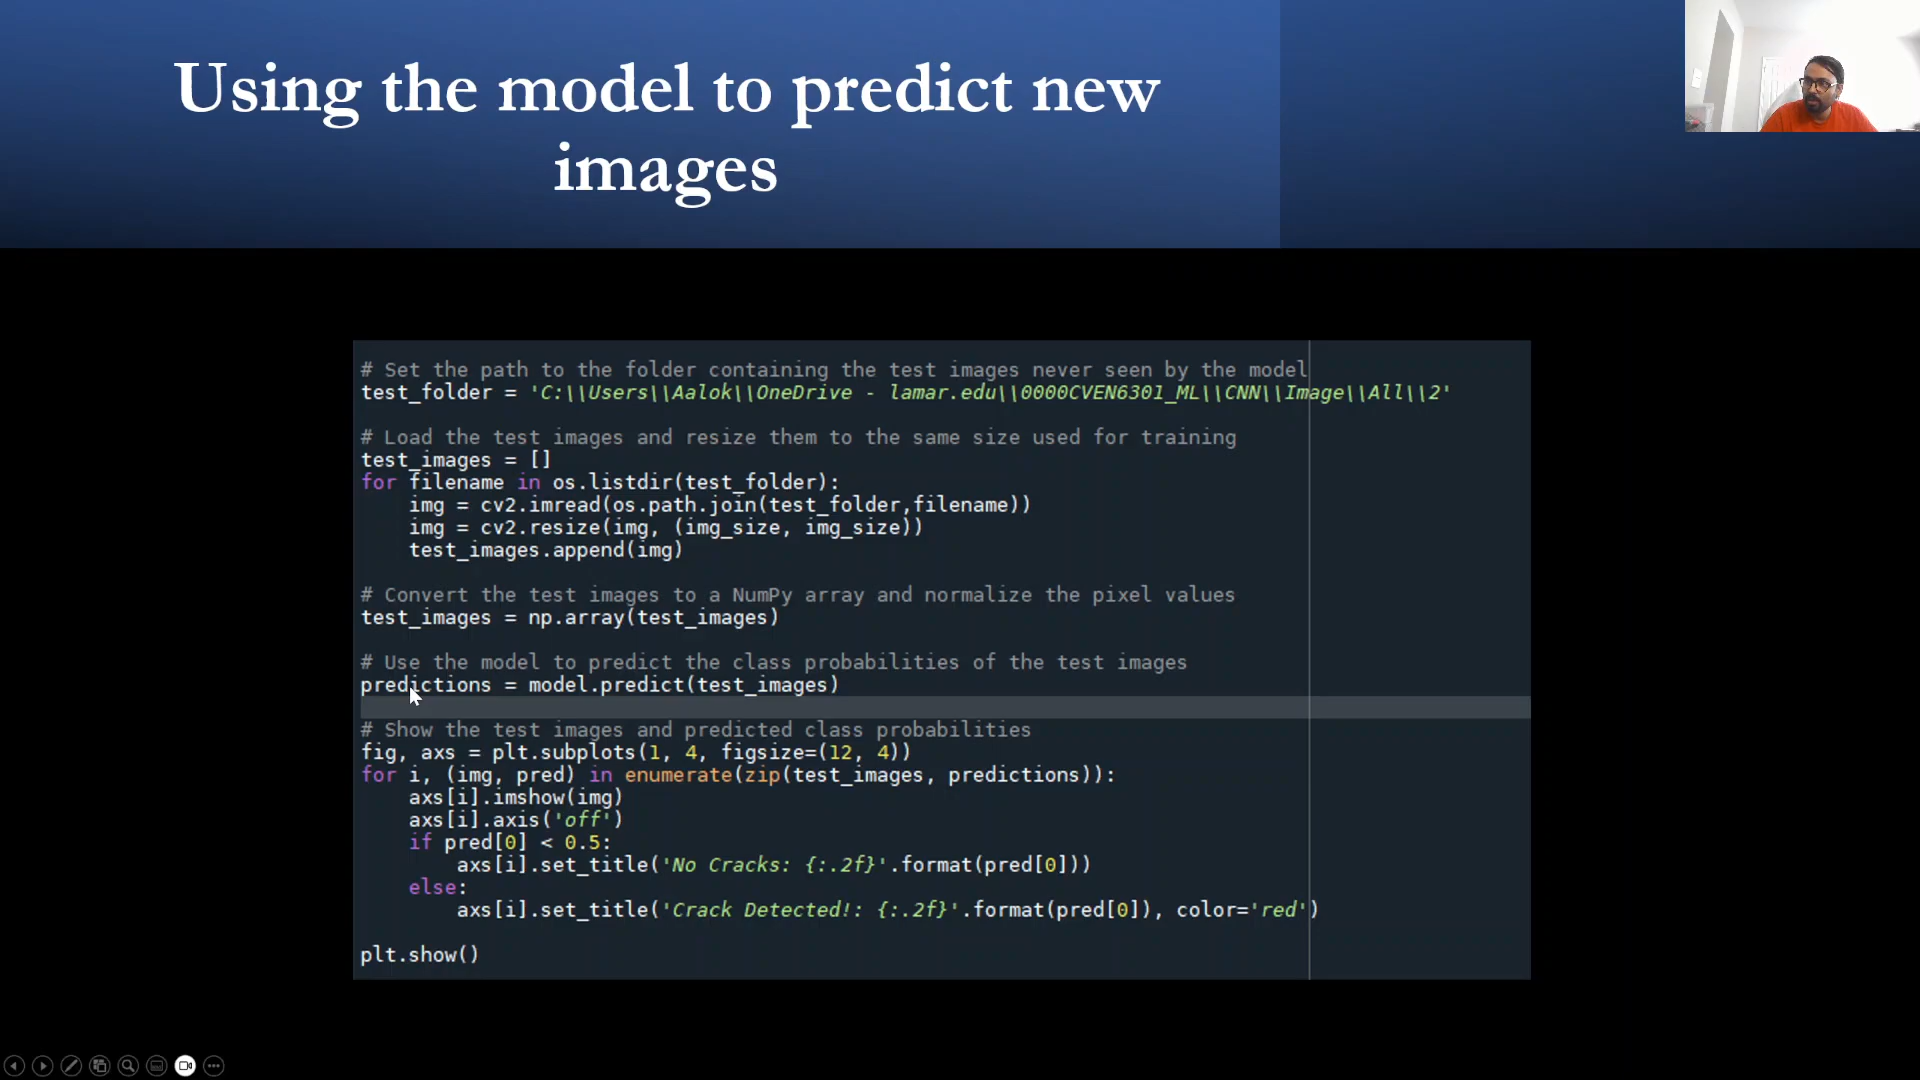 Using the model to predict new
images
# Set the path to the folder containing the test images never seen by the model
test_folder = 'C:\\Users\\Aalok\\OneDrive - lamar.edu\\0000CVEN6301_ML\\CNN\\Image\\All\\2'
# Load the test images and resize them to the same size used for training
test_images = []
for filename in os.listdir(test_folder):
    img = cv2.imread(os.path.join(test_folder,filename))
    img = cv2.resize(img, (img_size, img_size))
    test_images.append(img)
# Convert the test images to a NumPy array and normalize the pixel values
test_images = np.array(test_images)
# Use the model to predict the class probabilities of the test images
predictions = model.predict(test_images)
# Show the test images and predicted class probabilities
fig, axs = plt.subplots(1, 4, figsize=(12, 4))
for i, (img, pred) in enumerate(zip(test_images, predictions)):
    axs[i].imshow(img)
    axs[i].axis('off')
    if pred[0] < 0.5:
        axs[i].set_title('No Cracks: {:.2f}'.format(pred[0]))
    else:
        axs[i].set_title('Crack Detected!: {:.2f}'.format(pred[0]), color='red')
plt.show()